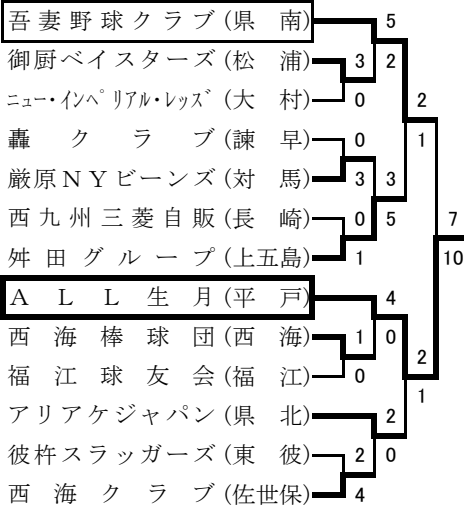 吾妻野球クラブ(県 南) 5
御厨ベイスターズ(松 浦) 3 2
ニュー・インペリアル・レッズ(大 村) 0 2
轟クラブ(諫 早) 0 1
厳原NYビーンズ(対 馬) 3 3
西九州三菱自販(長 崎) 0 5 7
舛田グループ(上五島) 1 10
ALL生月(平 戸) 4
西海棒球団(西 海) 1 0
福江球友会(福 江) 0 2
アリアケジャパン(県 北) 2 1
彼杵スラッガーズ(東 彼) 2 0
西海クラブ(佐世保) 4